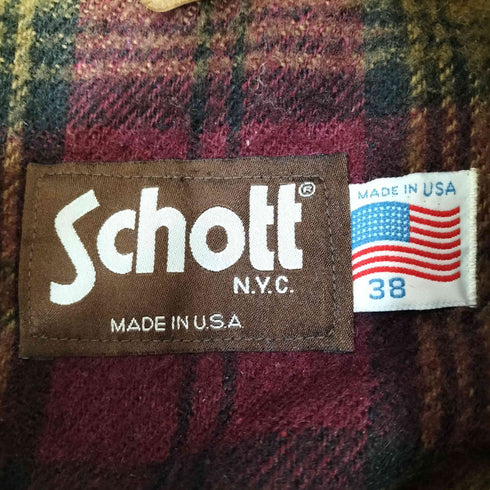 Schott®
N.Y.C.
MADE IN U.S.A
MADE IN USA
38